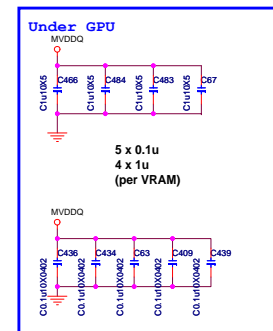 Under GPU
MVDDQ
C466 C484 C483 C67
C1u10X5 C1u10X5 C1u10X5 C1u10X5
5 x 0.1u
4 x 1u
(per VRAM)
MVDDQ
C436 C434 C63 C409 C439
C0.1u10X0402 C0.1u10X0402 C0.1u10X0402 C0.1u10X0402 C0.1u10X0402